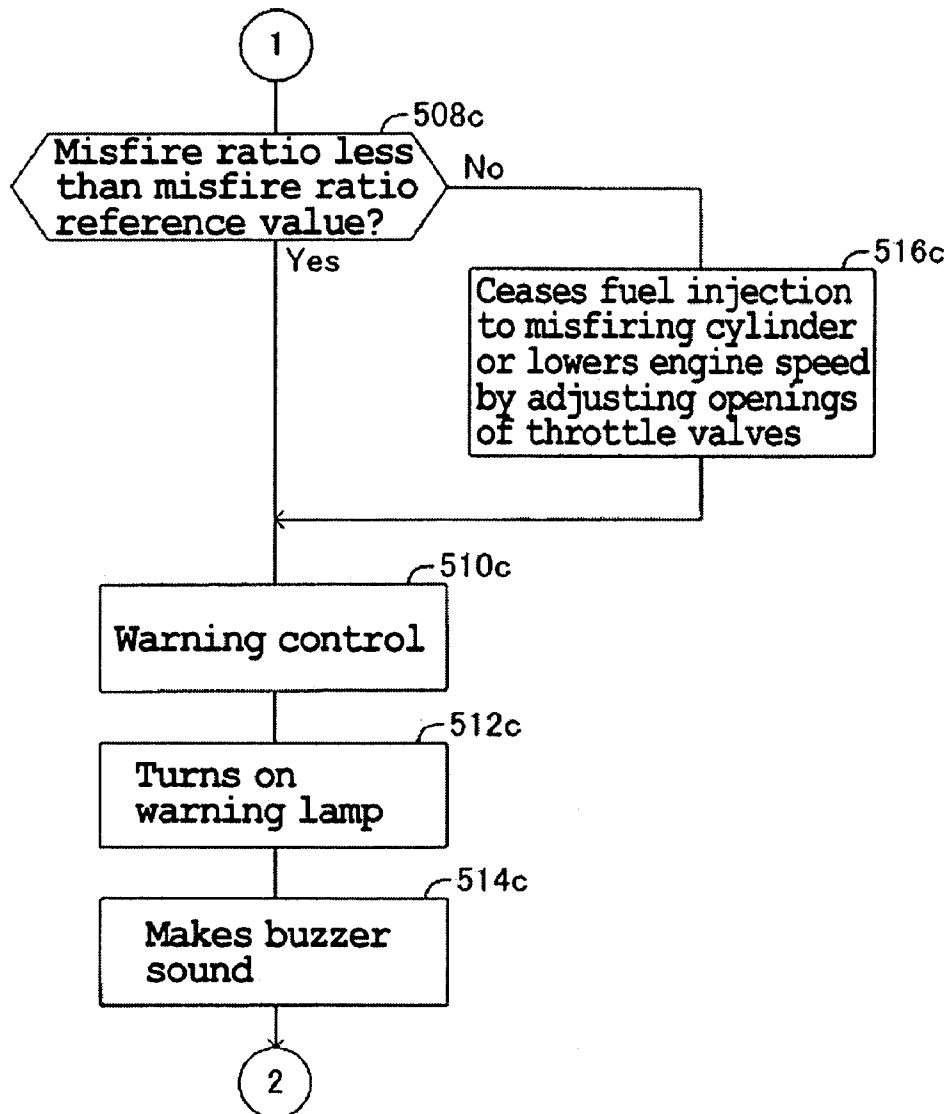 1
508c
Misfire ratio less
than misfire ratio
reference value?
No
Yes
516c
Ceases fuel injection
to misfiring cylinder
or lowers engine speed
by adjusting openings
of throttle valves
510c
Warning control
512c
Turns on
warning lamp
514c
Makes buzzer
sound
2